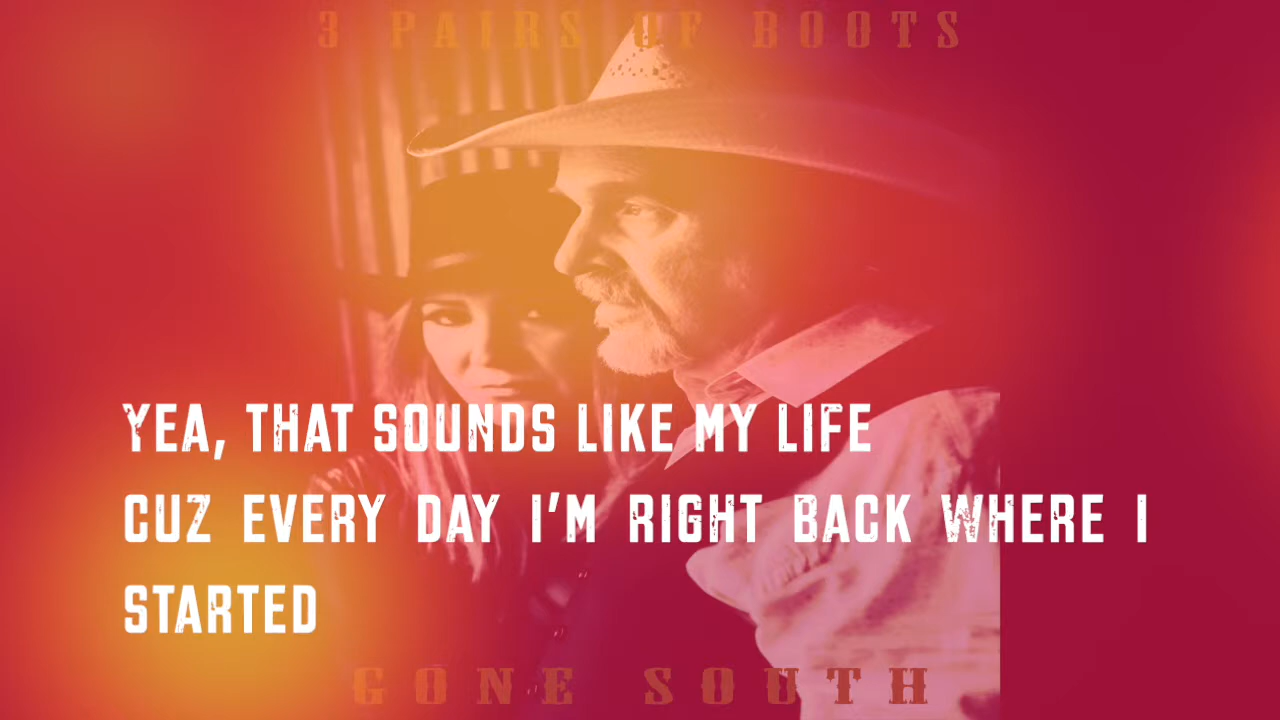 3 PAIRS OF BOOTS
YEA, THAT SOUNDS LIKE MY LIFE
CUZ EVERY DAY I'M RIGHT BACK WHERE I
STARTED
GONE SOUTH